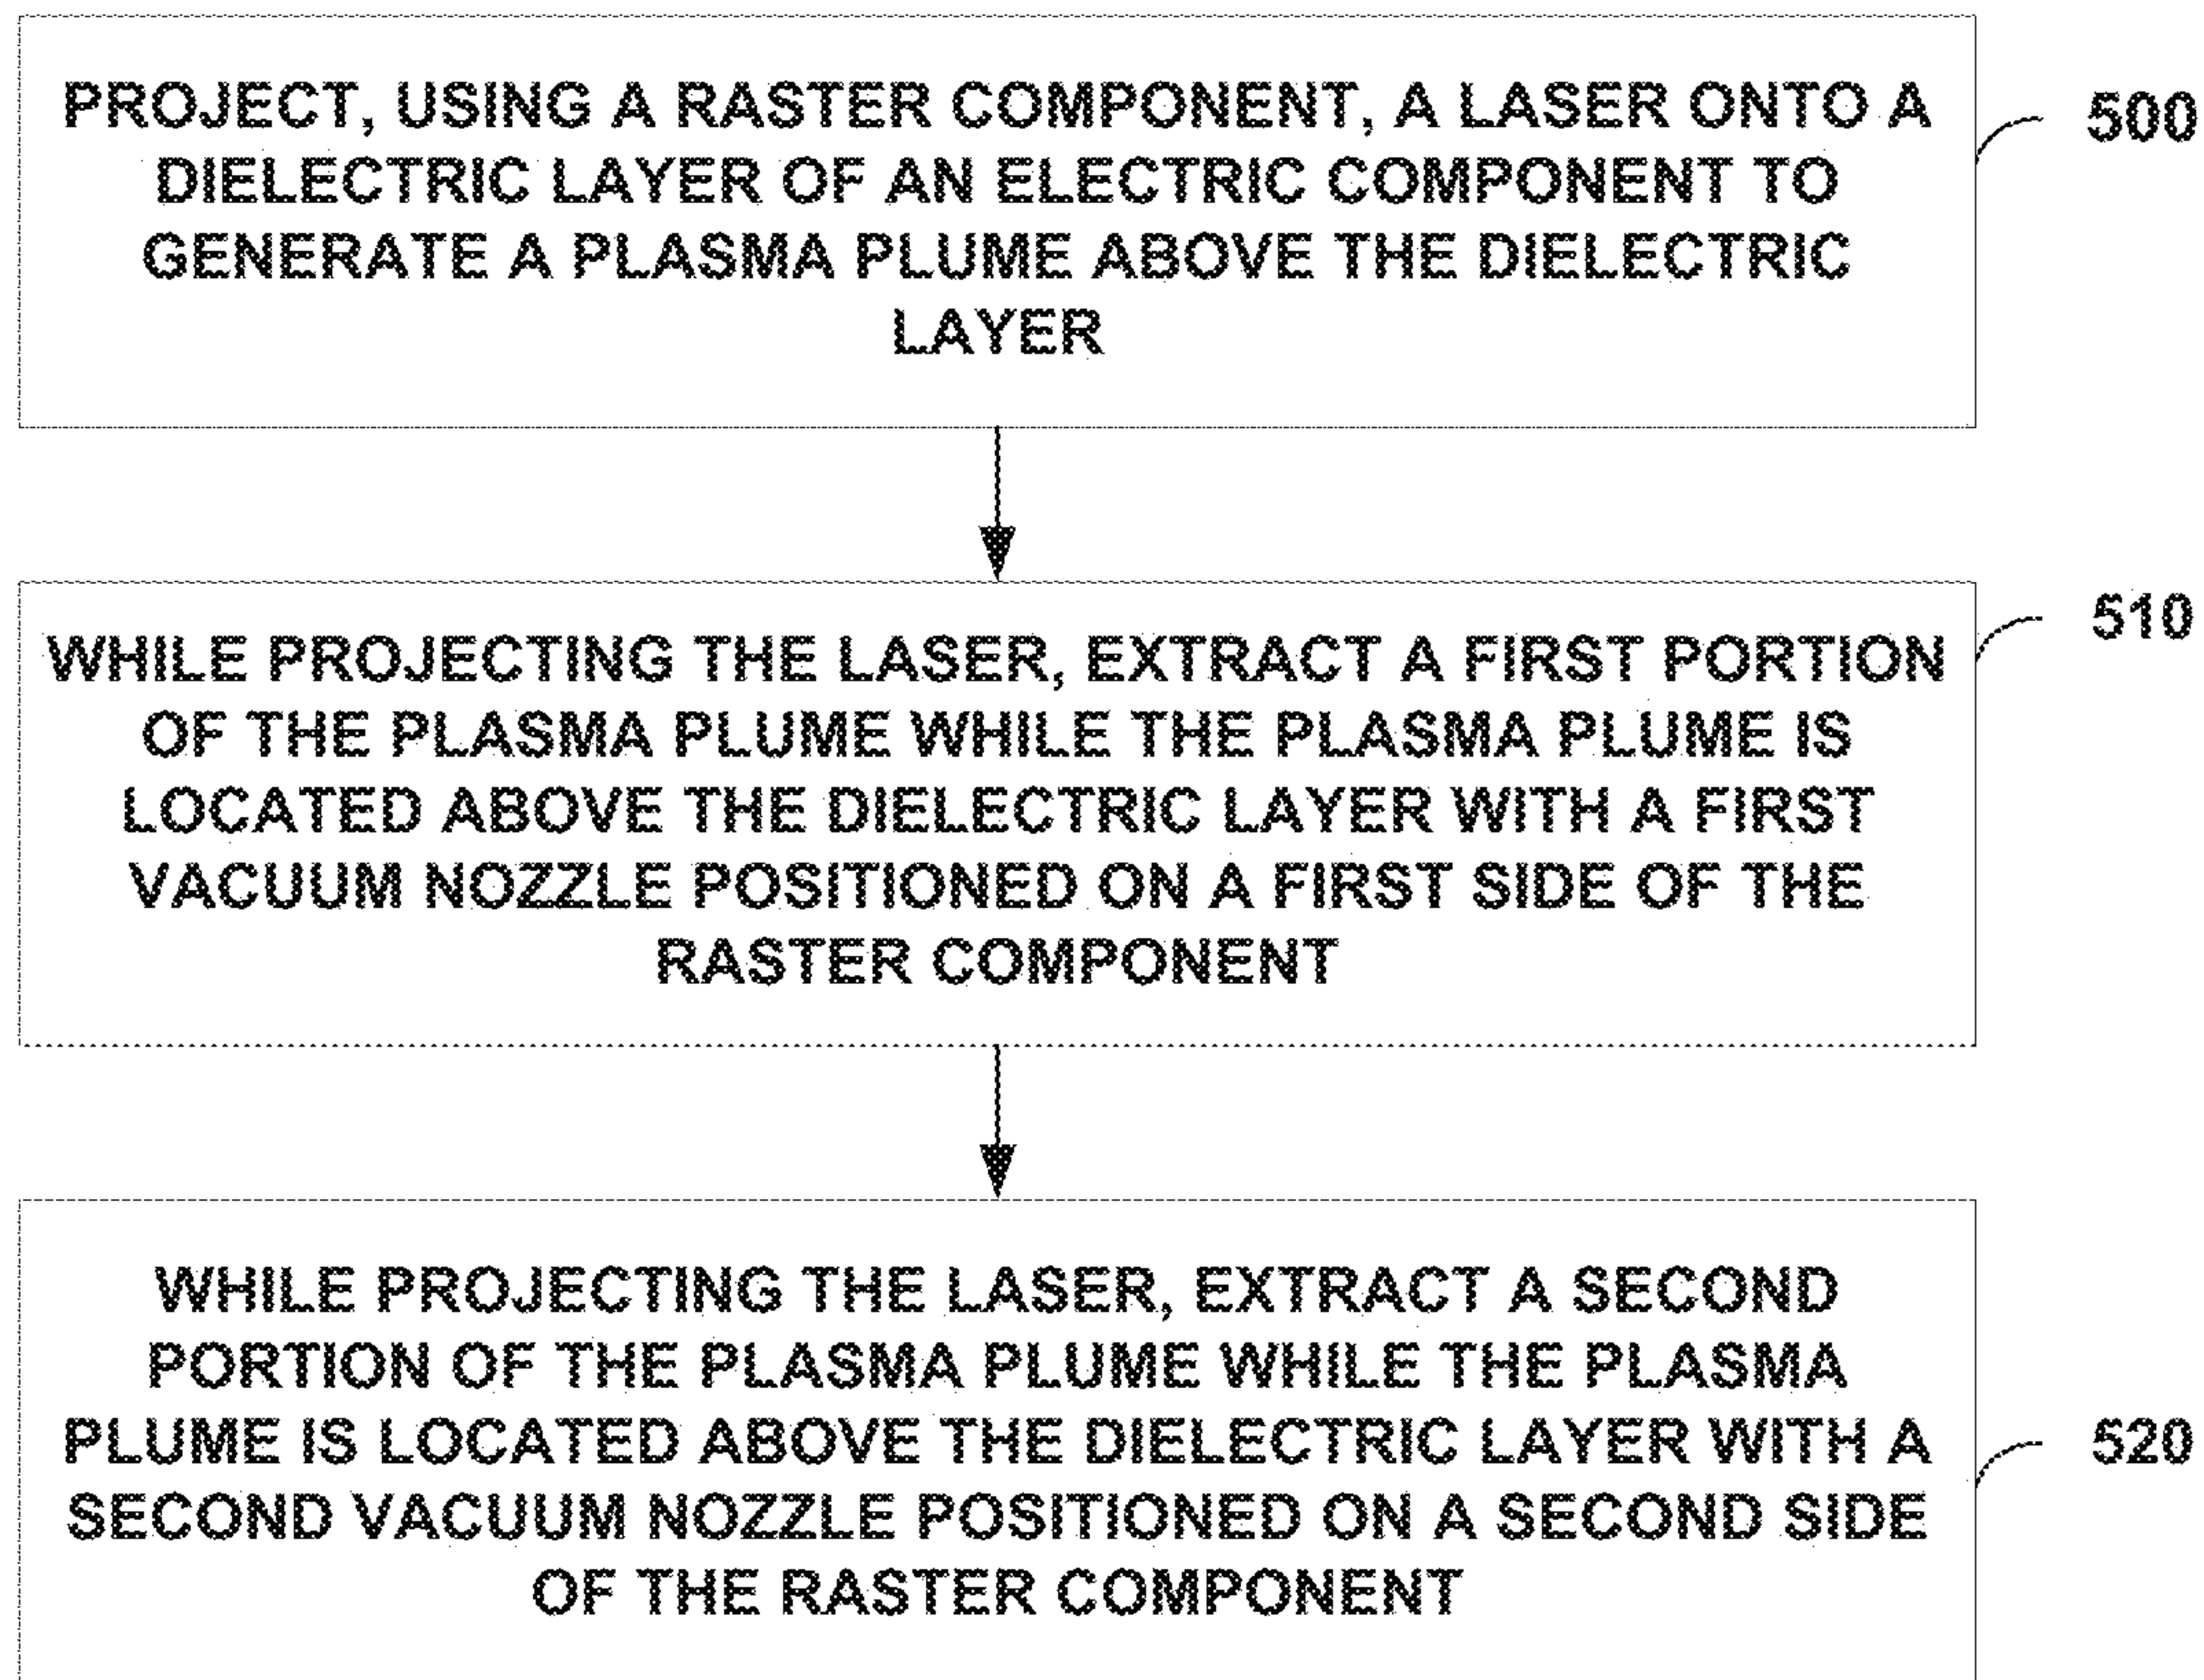 PROJECT, USING A RASTER COMPONENT, A LASER ONTO A
DIELECTRIC LAYER OF AN ELECTRIC COMPONENT TO
GENERATE A PLASMA PLUME ABOVE THE DIELECTRIC
LAYER
500
WHILE PROJECTING THE LASER, EXTRACT A FIRST PORTION
OF THE PLASMA PLUME WHILE THE PLASMA PLUME IS
LOCATED ABOVE THE DIELECTRIC LAYER WITH A FIRST
VACUUM NOZZLE POSITIONED ON A FIRST SIDE OF THE
RASTER COMPONENT
510
WHILE PROJECTING THE LASER, EXTRACT A SECOND
PORTION OF THE PLASMA PLUME WHILE THE PLASMA
PLUME IS LOCATED ABOVE THE DIELECTRIC LAYER WITH A
SECOND VACUUM NOZZLE POSITIONED ON A SECOND SIDE
OF THE RASTER COMPONENT
520